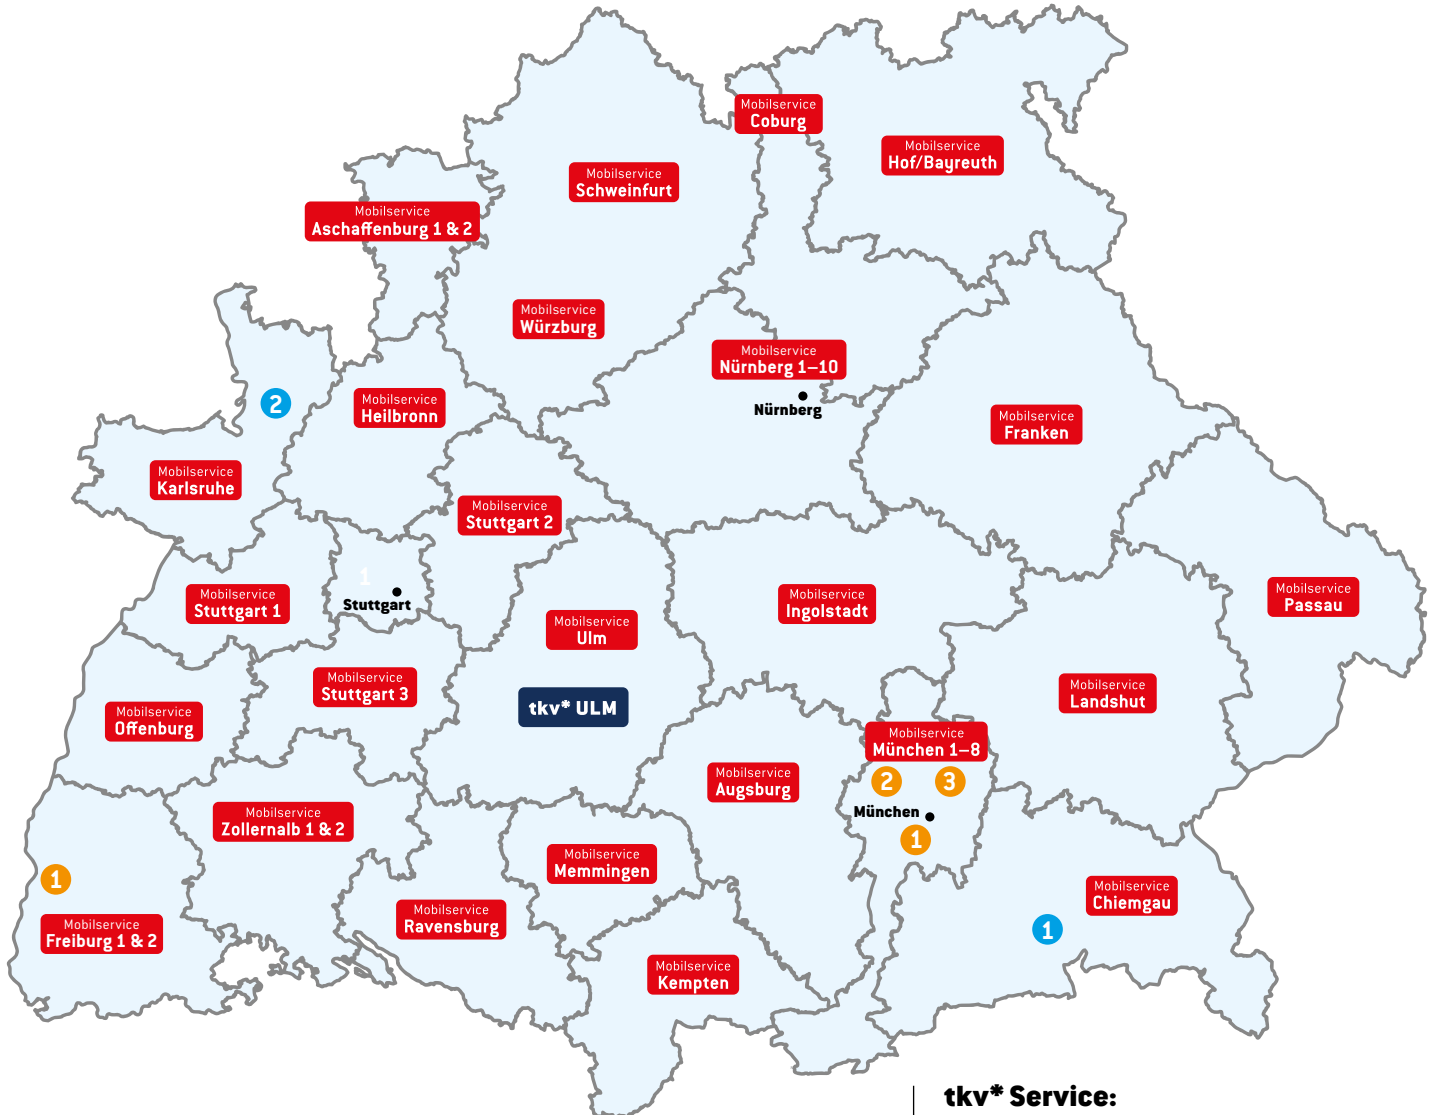 Mobilservice
Coburg
Mobilservice
Hof/Bayreuth
Mobilservice
Schweinfurt
Mobilservice
Aschaffenburg 1 & 2
Mobilservice
Würzburg
Mobilservice
Nürnberg 1–10
Nürnberg
2
Mobilservice
Heilbronn
Mobilservice
Franken
Mobilservice
Karlsruhe
Mobilservice
Stuttgart 2
1
Stuttgart
Mobilservice
Stuttgart 1
Mobilservice
Ulm
Mobilservice
Ingolstadt
Mobilservice
Passau
Mobilservice
Stuttgart 3
tkv* ULM
Mobilservice
Landshut
Mobilservice
Offenburg
Mobilservice
München 1–8
2
3
München
1
Mobilservice
Augsburg
Mobilservice
Zollernalb 1 & 2
Mobilservice
Memmingen
1
Mobilservice
Freiburg 1 & 2
Mobilservice
Ravensburg
Mobilservice
Chiemgau
1
Mobilservice
Kempten
tkv* Service: